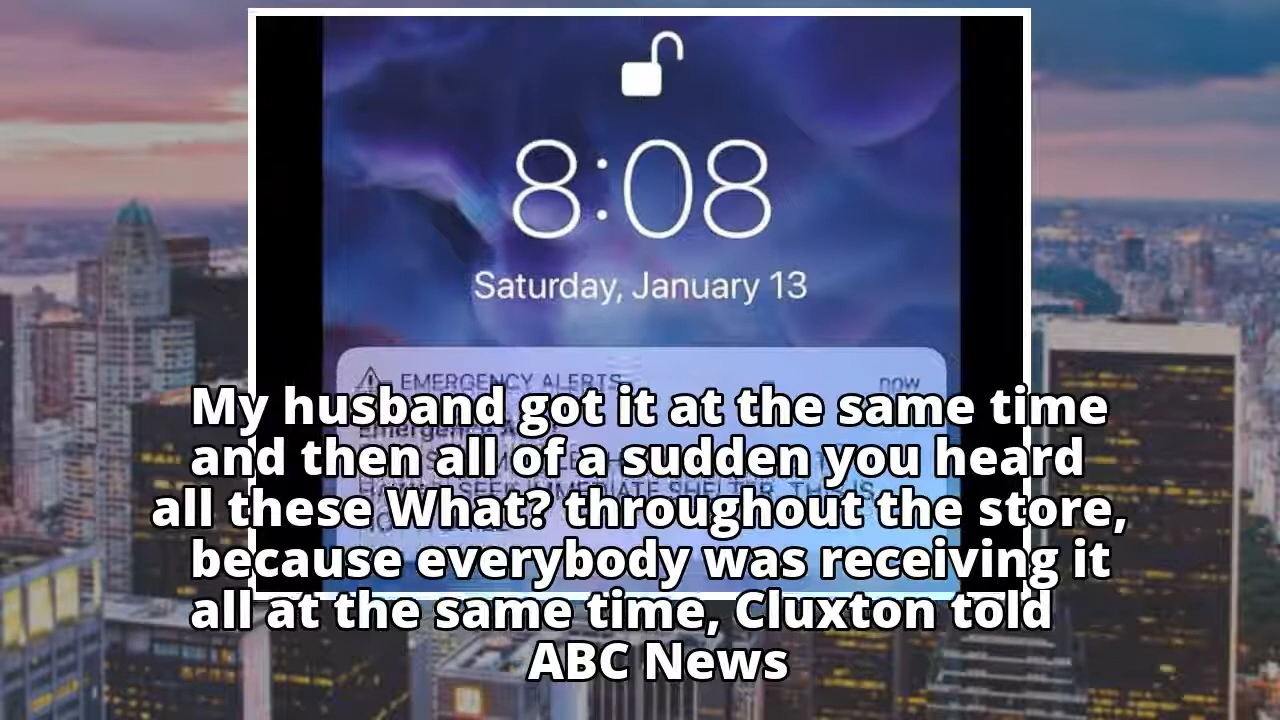 8:08
Saturday, January 13
EMERGENCY ALERTS
now
My husband got it at the same time
and then all of a sudden you heard
all these What? throughout the store,
because everybody was receiving it
all at the same time, Cluxton told
ABC News